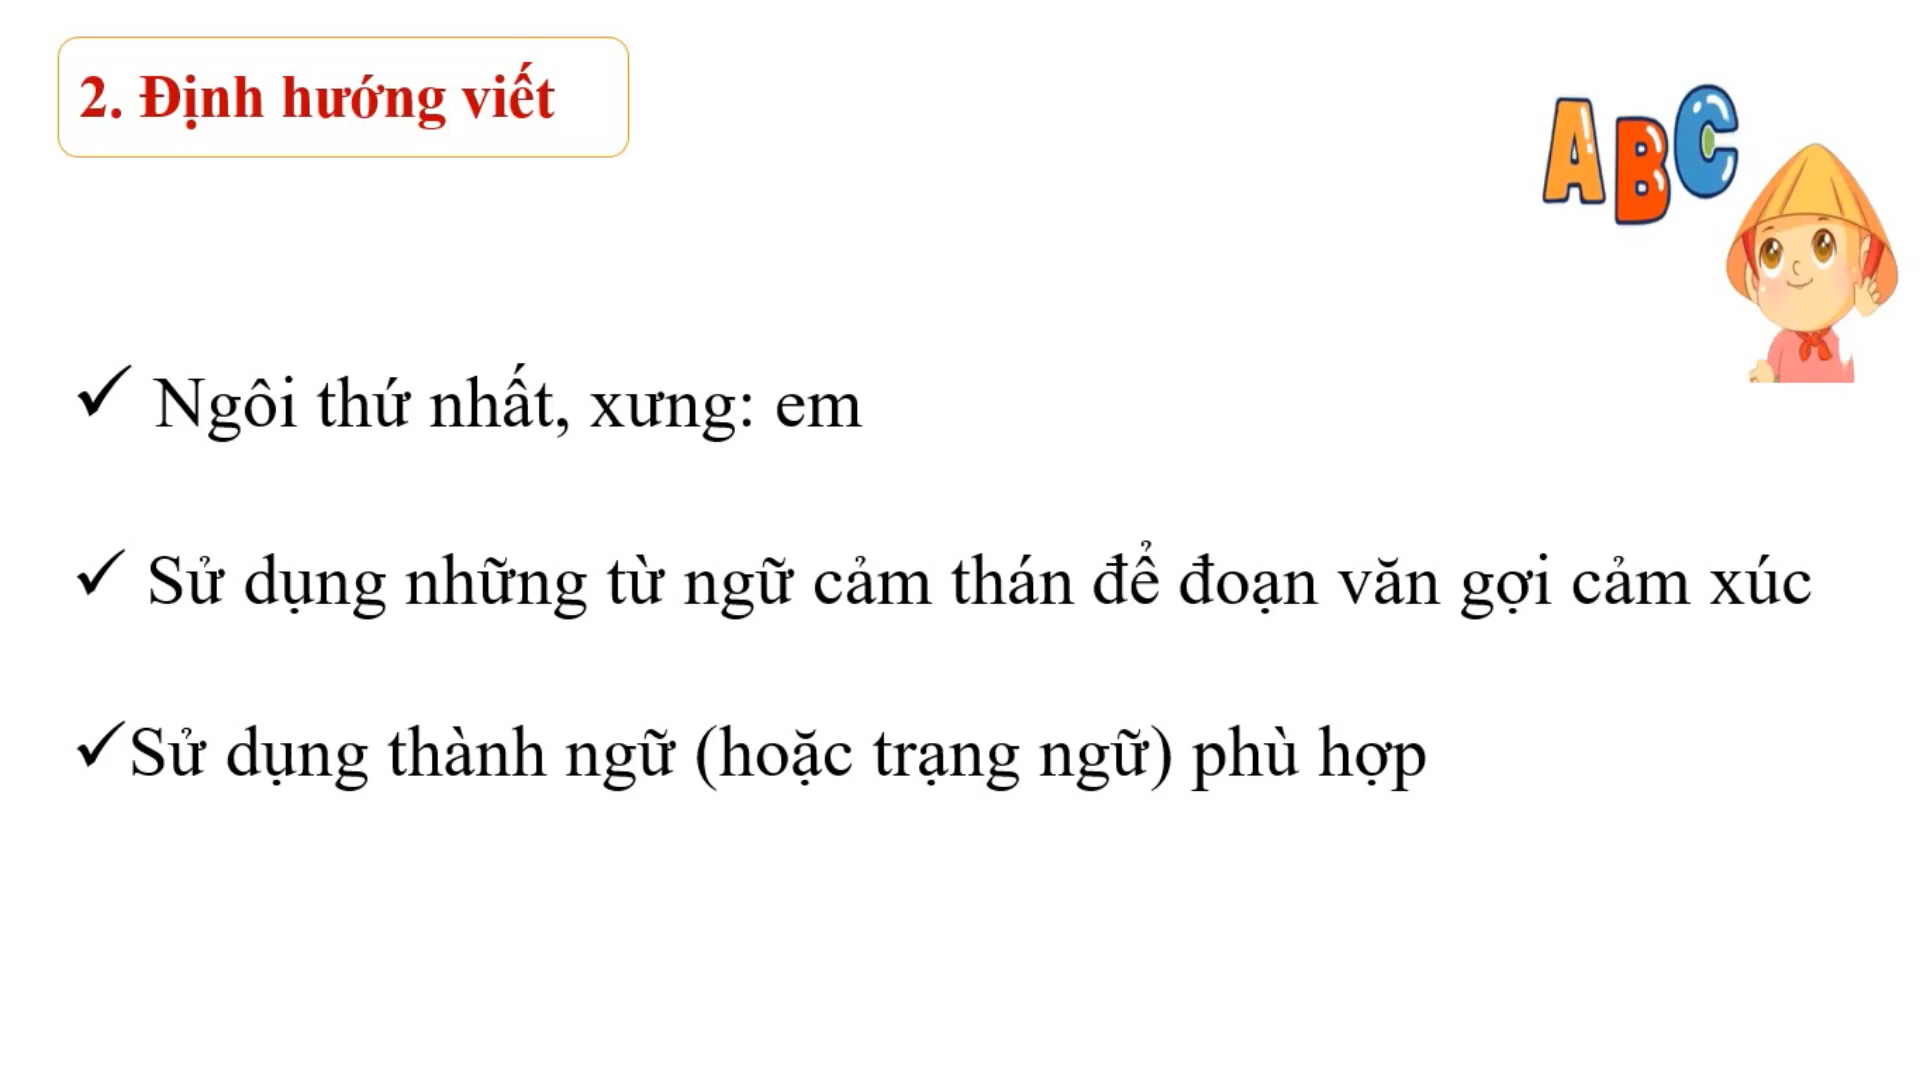 2. Định hướng viết
ABC
✓ Ngôi thứ nhất, xưng: em
✓ Sử dụng những từ ngữ cảm thán để đoạn văn gợi cảm xúc
✓Sử dụng thành ngữ (hoặc trạng ngữ) phù hợp